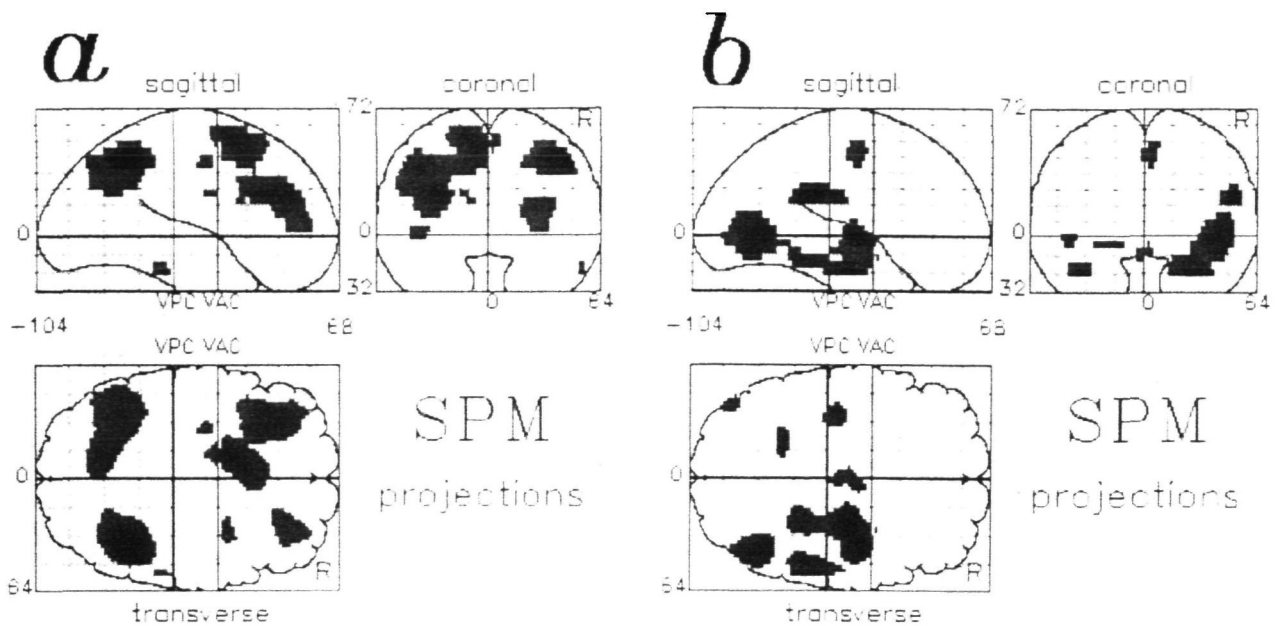 a
sagittal coronal
72
R
0 0
32
VPC VAC
0 64
-104 68
VPC VAC
0
64
R
transverse
SPM
projections
b
sagittal coronal
72
R
0 0
32
VPC VAC
0 64
-104 68
VPC VAC
0
64
R
transverse
SPM
projections